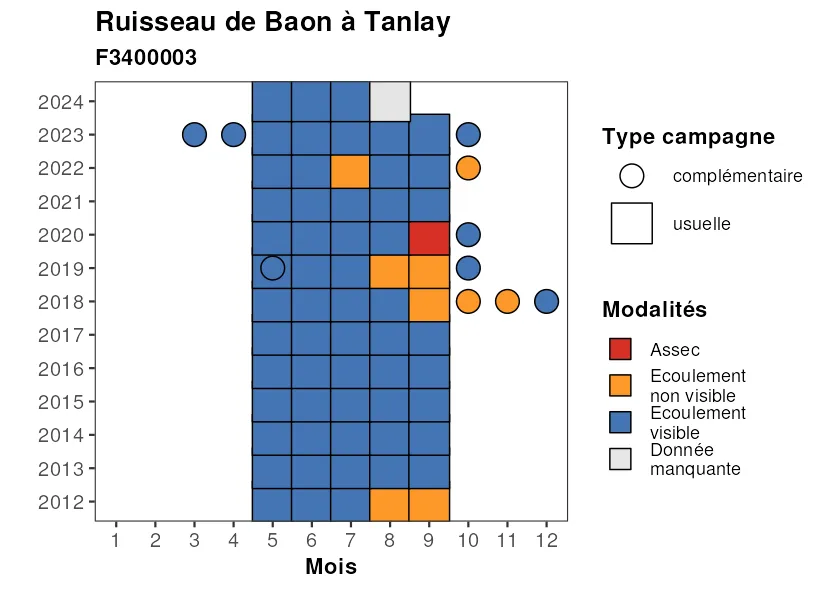 Ruisseau de Baon à Tanlay
F3400003
2024
2023
2022
2021
2020
2019
2018
2017
2016
2015
2014
2013
2012
1 2 3 4 5 6 7 8 9 10 11 12
Mois
Type campagne
complémentaire
usuelle
Modalités
Assec
Ecoulement
non visible
Ecoulement
visible
Donnée
manquante